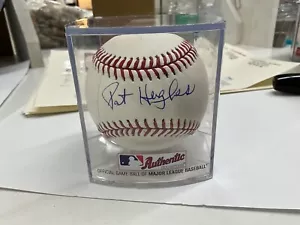 Pat Hughes
Authentic
OFFICIAL GAME BALL OF MAJOR LEAGUE BASEBALL